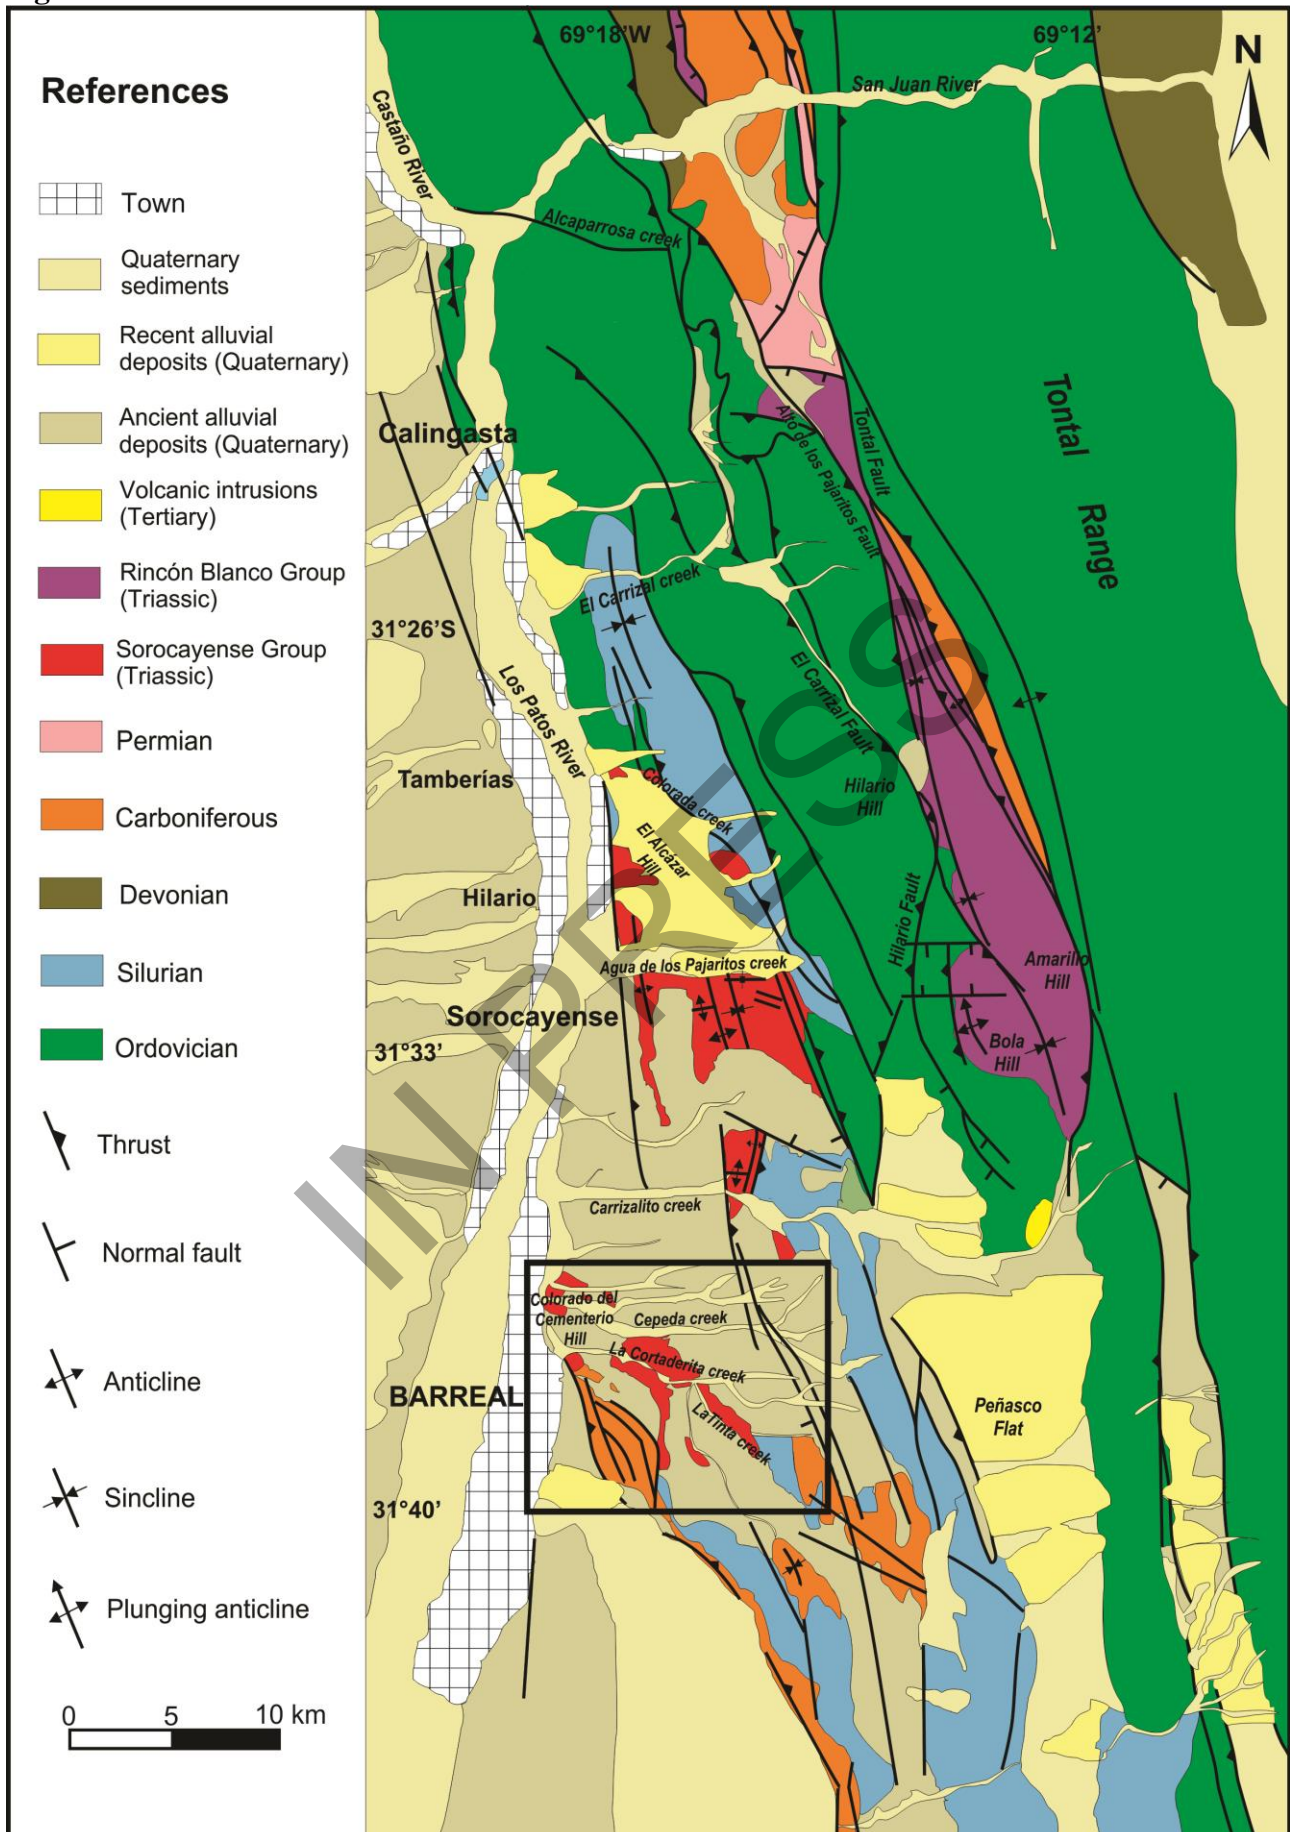 References
Town
Quaternary
sediments
Recent alluvial
deposits (Quaternary)
Ancient alluvial
deposits (Quaternary)
Volcanic intrusions
(Tertiary)
Rincón Blanco Group
(Triassic)
Sorocayense Group
(Triassic)
Permian
Carboniferous
Devonian
Silurian
Ordovician
Thrust
Normal fault
Anticline
Sincline
Plunging anticline
0 5 10 km
69°18'W
69°12'
N
San Juan River
Castaño River
Alcaparrosa creek
Tontal
Range
Calingasta
Alto de los Pajaritos Fault
Tontal Fault
El Carrizal creek
31°26'S
Los Patos River
El Carrizal Fault
Tamberías
Colorada creek
Hilario
Hill
El Alcázar
Hill
Hilario
Hilario Fault
Agua de los Pajaritos creek
Amarillo
Hill
Sorocayense
Bola
Hill
31°33'
Carrizalito creek
Colorado del
Cementerio
Hill
Cepeda creek
La Cortaderita creek
BARREAL
LaTinta creek
Peñasco
Flat
31°40'
IN PRESS